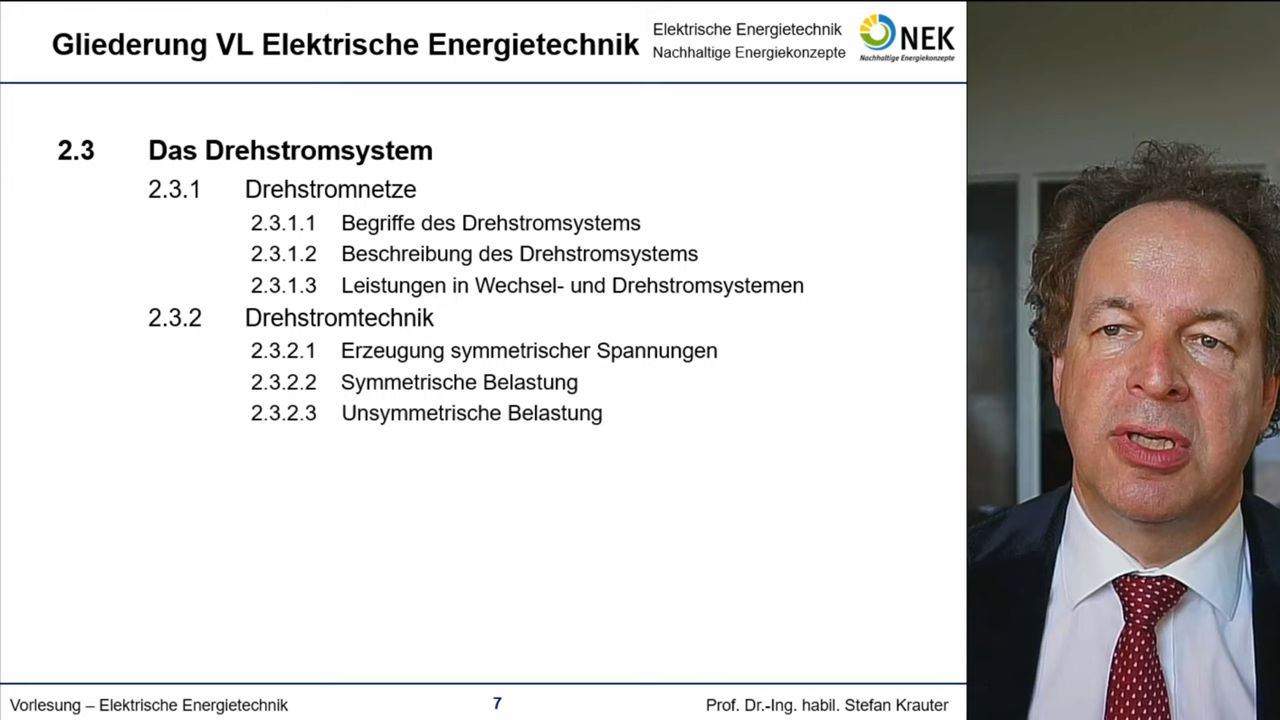 Gliederung VL Elektrische Energietechnik
Elektrische Energietechnik
Nachhaltige Energiekonzepte
NEK
Nachhaltige Energiekonzepte
2.3 Das Drehstromsystem
2.3.1 Drehstromnetze
2.3.1.1 Begriffe des Drehstromsystems
2.3.1.2 Beschreibung des Drehstromsystems
2.3.1.3 Leistungen in Wechsel- und Drehstromsystemen
2.3.2 Drehstromtechnik
2.3.2.1 Erzeugung symmetrischer Spannungen
2.3.2.2 Symmetrische Belastung
2.3.2.3 Unsymmetrische Belastung
Vorlesung – Elektrische Energietechnik
7
Prof. Dr.-Ing. habil. Stefan Krauter